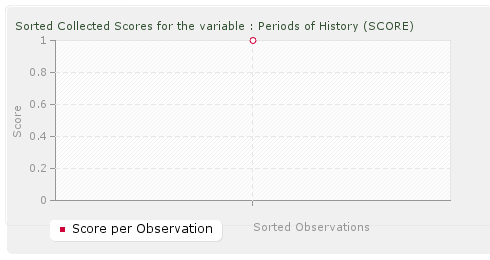 Sorted Collected Scores for the variable : Periods of History (SCORE)
1
0.8
0.6
0.4
0.2
0
Score
Sorted Observations
Score per Observation